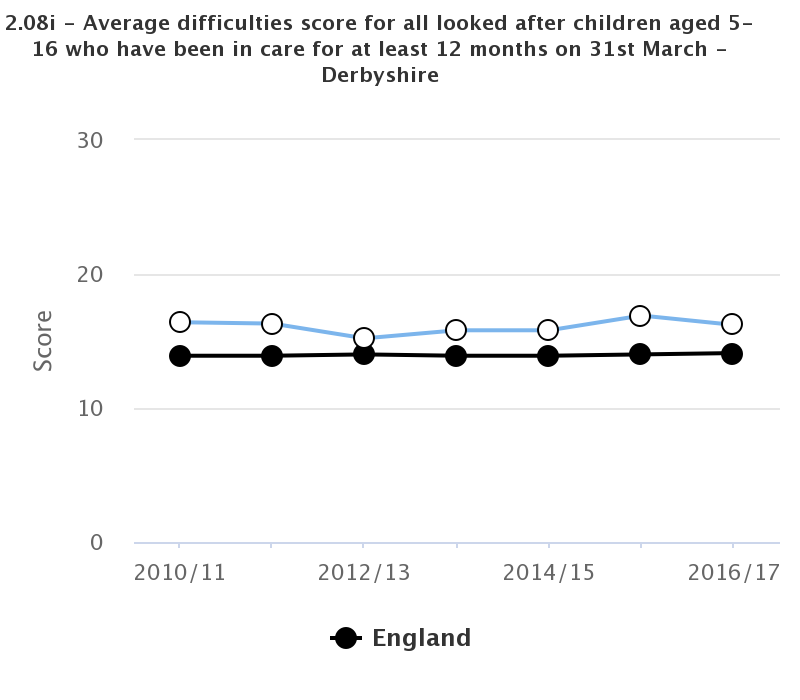 2.08i – Average difficulties score for all looked after children aged 5–
16 who have been in care for at least 12 months on 31st March –
Derbyshire
30
20
Score
10
0
2010/11 2012/13 2014/15 2016/17
England